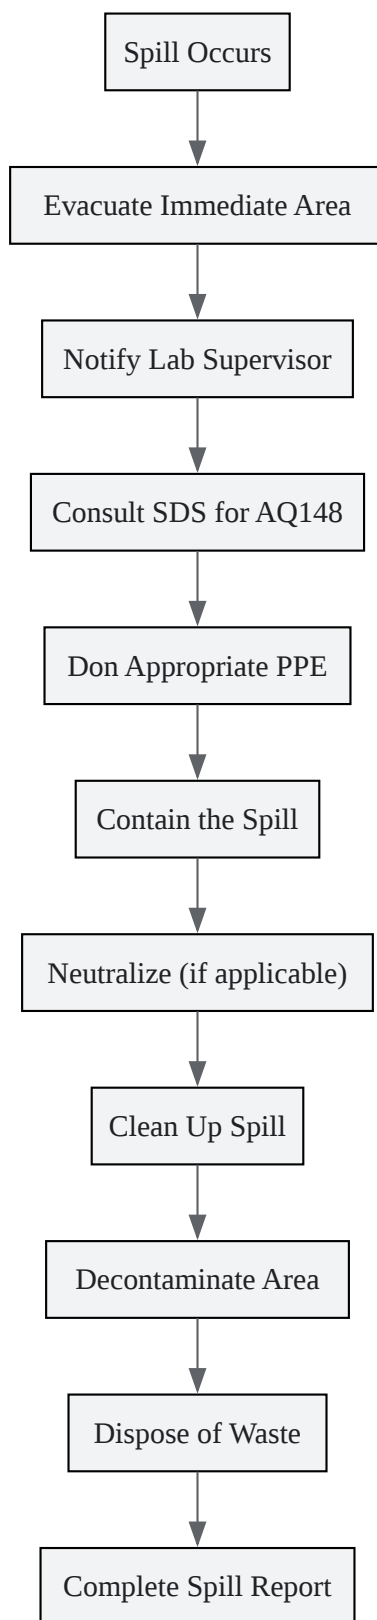 Spill Occurs
Evacuate Immediate Area
Notify Lab Supervisor
Consult SDS for AQ148
Don Appropriate PPE
Contain the Spill
Neutralize (if applicable)
Clean Up Spill
Decontaminate Area
Dispose of Waste
Complete Spill Report